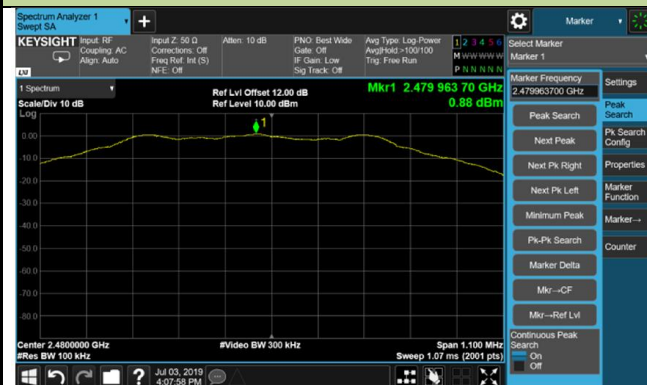 Spectrum Analyzer 1
Swept SA
Marker
KEYSIGHT
Input: RF
Coupling: AC
Align: Auto
Input Z: 50 Ω
Corrections: Off
Freq Ref: Int (S)
NFE: Off
Atten: 10 dB
PNO: Best Wide
Gate: Off
IF Gain: Low
Sig Track: Off
Avg Type: Log-Power
Avg|Hold:>100/100
Trig: Free Run
1 2 3 4 5 6
M W W W W W
P N N N N N
LXI
1 Spectrum
Scale/Div 10 dB
Log
Ref Lvl Offset 12.00 dB
Ref Level 10.00 dBm
Mkr1 2.479 963 70 GHz
0.88 dBm
1
0.00
-10.0
-20.0
-30.0
-40.0
-50.0
-60.0
-70.0
-80.0
Center 2.4800000 GHz
#Res BW 100 kHz
#Video BW 300 kHz
Span 1.100 MHz
Sweep 1.07 ms (2001 pts)
Jul 03, 2019
4:07:58 PM
Select Marker
Marker 1
Marker Frequency
2.479963700 GHz
Peak Search
Next Peak
Next Pk Right
Next Pk Left
Minimum Peak
Pk-Pk Search
Marker Delta
Mkr→CF
Mkr→Ref Lvl
Continuous Peak
Search
On
Off
Settings
Peak
Search
Pk Search
Config
Properties
Marker
Function
Marker→
Counter